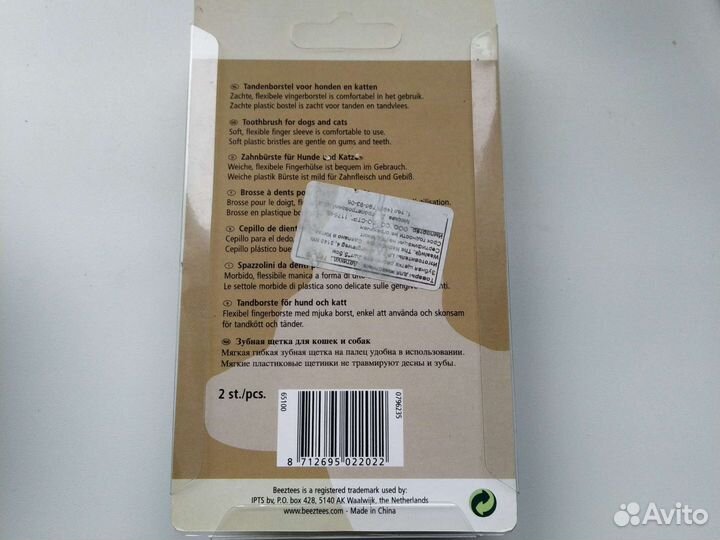 Tandenborstel voor honden en katten
Zachte, flexibele vingerborstel is comfortabel in het gebruik.
Zachte plastic bostel is zacht voor tanden en tandvlees.
Toothbrush for dogs and cats
Soft, flexible finger sleeve is comfortable to use.
Soft plastic bristles are gentle on gums and teeth.
Zahnbürste für Hunde und Katzen
Weiche, flexibele Fingerhülse ist bequem im Gebrauch.
Weiche plastik Bürste ist mild für Zahnfleisch und Gebiß.
Brosse à dents
Brosse pour le doigt,
Brosse en plastique
Cepillo de
Cepillo para el dedo,
Cepillo plástico
Spazzolini da denti
Morbido, flessibile manica a forma di
Le setole morbide di plastica sono delicate sulle gengive
Tandborste för hund och katt
Flexibel fingerborste med mjuka borst, enkel att använda och skonsam
för tandkött och tänder.
Зубная щетка для кошек и собак
Мягкая гибкая зубная щетка на палец удобна в использовании.
Мягкие пластиковые щетинки не травмируют десны и зубы.
2 st./pcs.
65100
0796235
8 712695 022022
Beeztees is a registered trademark used by:
IPTS bv, P.O. box 428, 5140 AK Waalwijk, the Netherlands
www.beeztees.com - Made in China
Avito